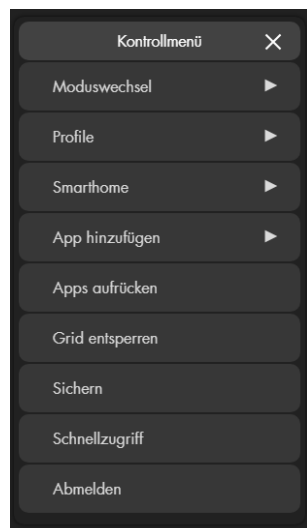 Kontrollmenü
Moduswechsel
Profile
Smarthome
App hinzufügen
Apps aufrücken
Grid entsperren
Sichern
Schnellzugriff
Abmelden